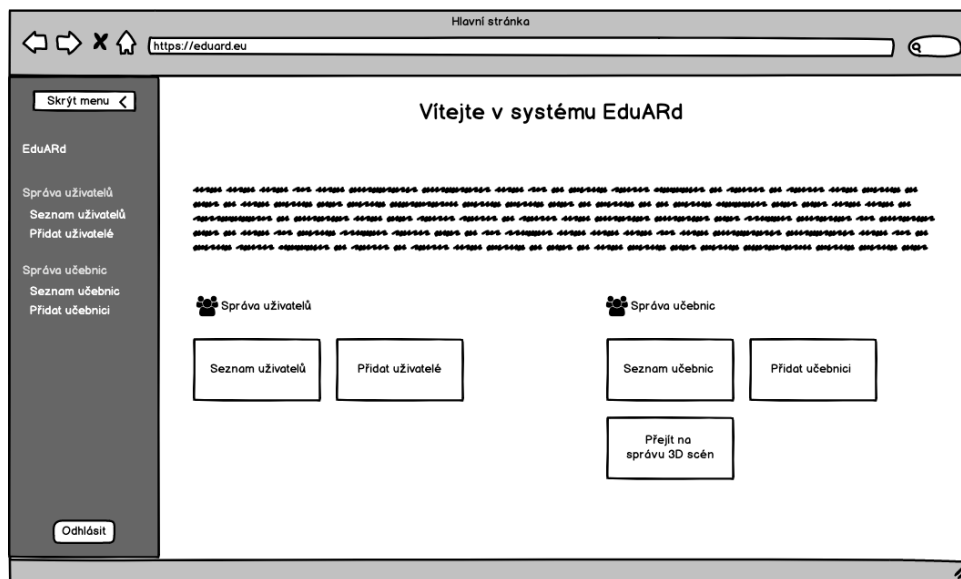 Hlavní stránka
https://eduard.eu
Skrýt menu
EduARd
Správa uživatelů
Seznam uživatelů
Přidat uživatelé
Správa učebnic
Seznam učebnic
Přidat učebnici
Odhlásit
Vítejte v systému EduARd
Správa uživatelů
Seznam uživatelů
Přidat uživatelé
Správa učebnic
Seznam učebnic
Přidat učebnici
Přejít na
správu 3D scén